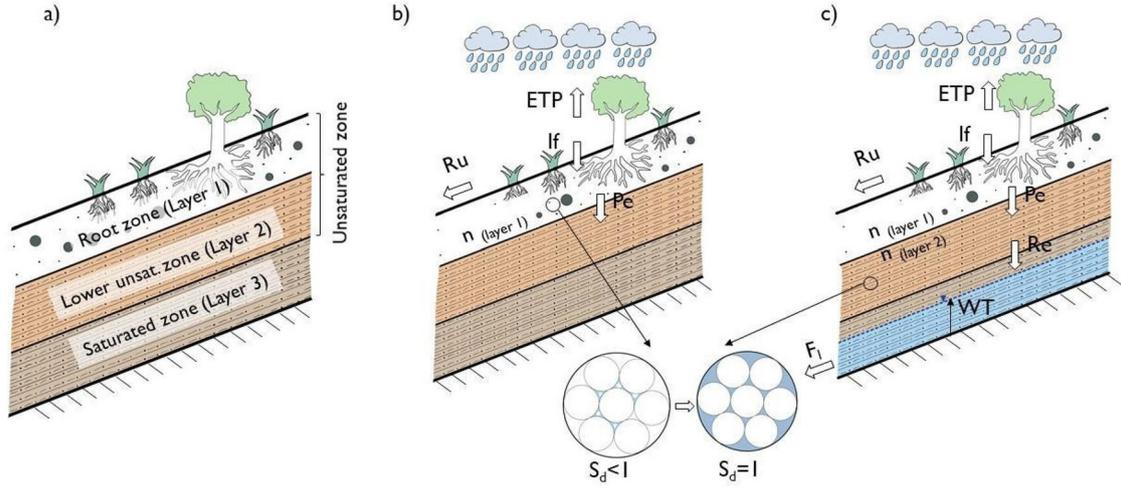 a)
Unsaturated zone
Root zone (Layer 1)
Lower unsat. zone (Layer 2)
Saturated zone (Layer 3)
b)
ETP
If
Ru
Pe
n (layer 1)
c)
ETP
If
Ru
Pe
n (layer 1)
n (layer 2)
Re
WT
Fl
Sd<1
Sd=1